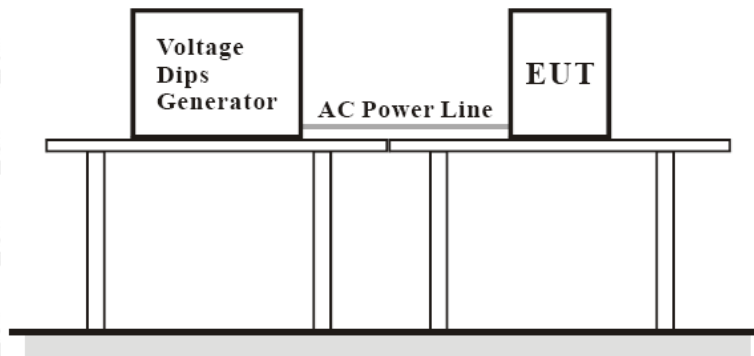 Voltage
Dips
Generator
AC Power Line
EUT